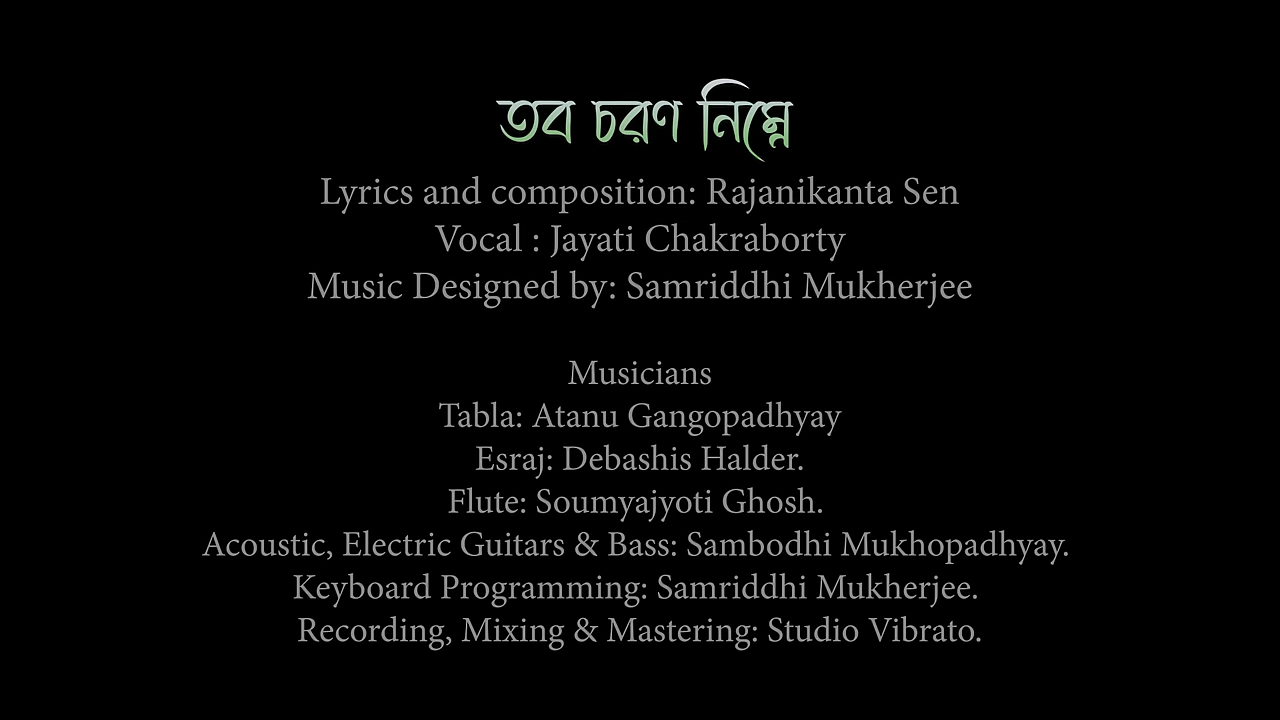 তব চরণ নিম্নে
Lyrics and composition: Rajanikanta Sen
Vocal : Jayati Chakraborty
Music Designed by: Samriddhi Mukherjee
Musicians
Tabla: Atanu Gangopadhyay
Esraj: Debashis Halder.
Flute: Soumyajyoti Ghosh.
Acoustic, Electric Guitars & Bass: Sambodhi Mukhopadhyay.
Keyboard Programming: Samriddhi Mukherjee.
Recording, Mixing & Mastering: Studio Vibrato.